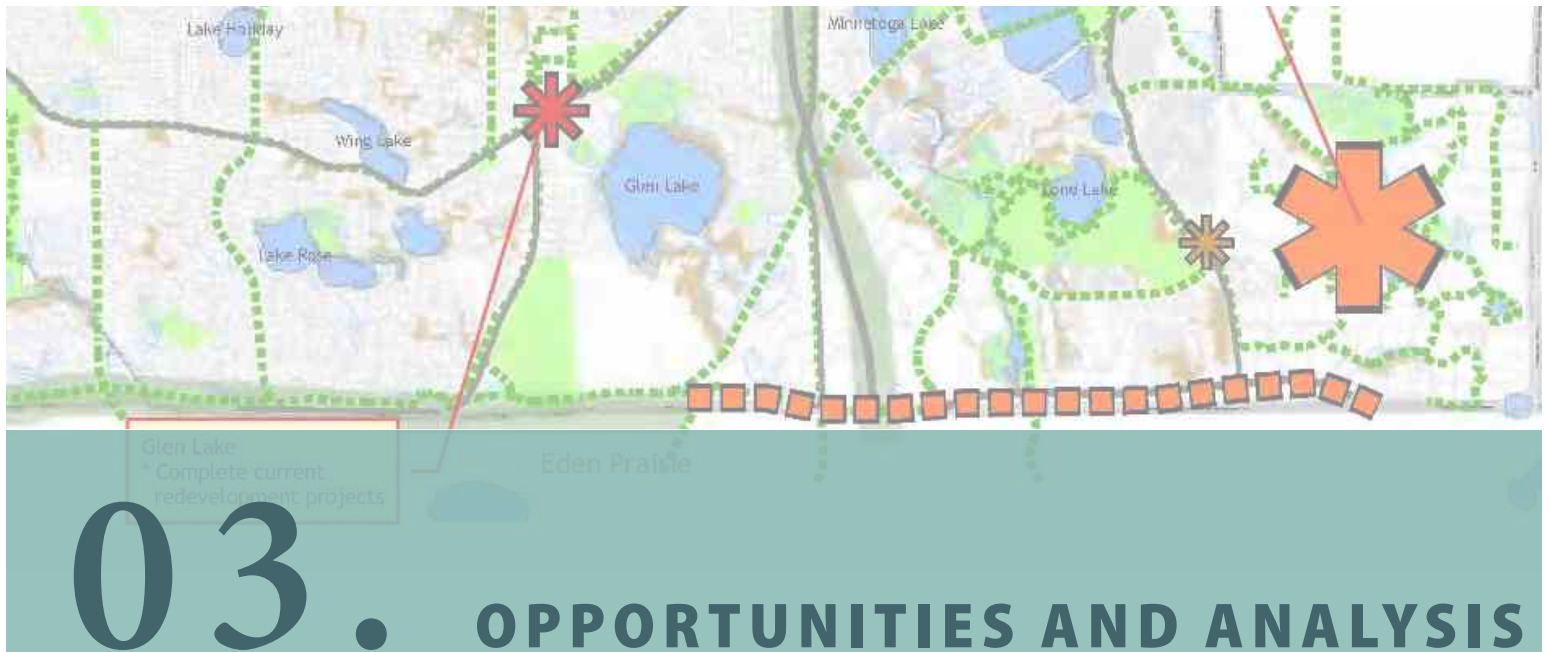 Lake Holiday
Minnetoga Lake
Wing Lake
Glen Lake
Lone Lake
Lake Rose
Glen Lake
* Complete current
redevelopment projects
Eden Prairie
03. OPPORTUNITIES AND ANALYSIS